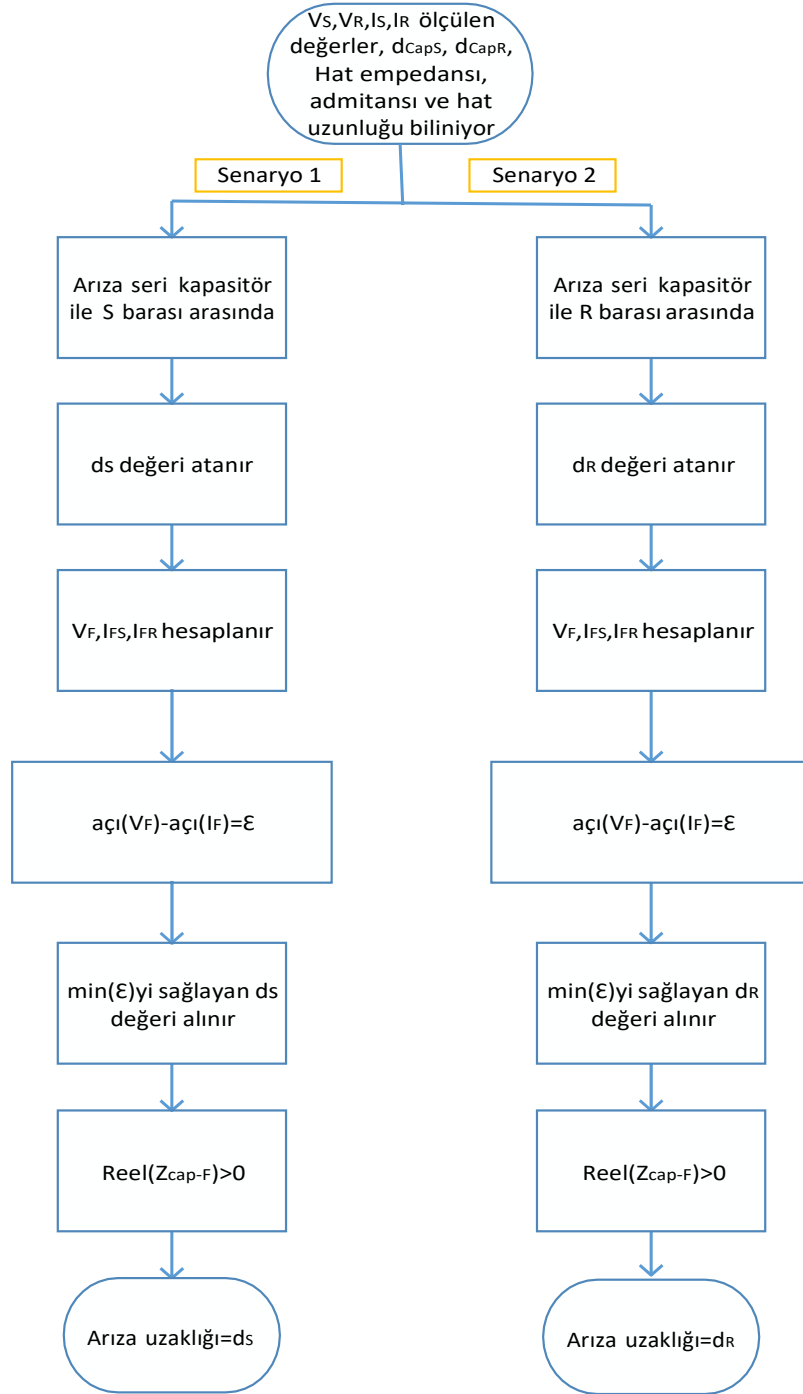 VS,VR,IS,IR ölçülen
değerler, dCapS, dCapR,
Hat empedansı,
admitansı ve hat
uzunluğu biliniyor
Senaryo 1
Senaryo 2
Arıza seri kapasitör
ile S barası arasında
Arıza seri kapasitör
ile R barası arasında
dS değeri atanır
dR değeri atanır
VF,IFS,IFR hesaplanır
VF,IFS,IFR hesaplanır
açı(VF)-açı(IF)=Ɛ
açı(VF)-açı(IF)=Ɛ
min(Ɛ)yi sağlayan ds
değeri alınır
min(Ɛ)yi sağlayan dR
değeri alınır
Reel(Zcap-F)>0
Reel(Zcap-F)>0
Arıza uzaklığı=dS
Arıza uzaklığı=dR